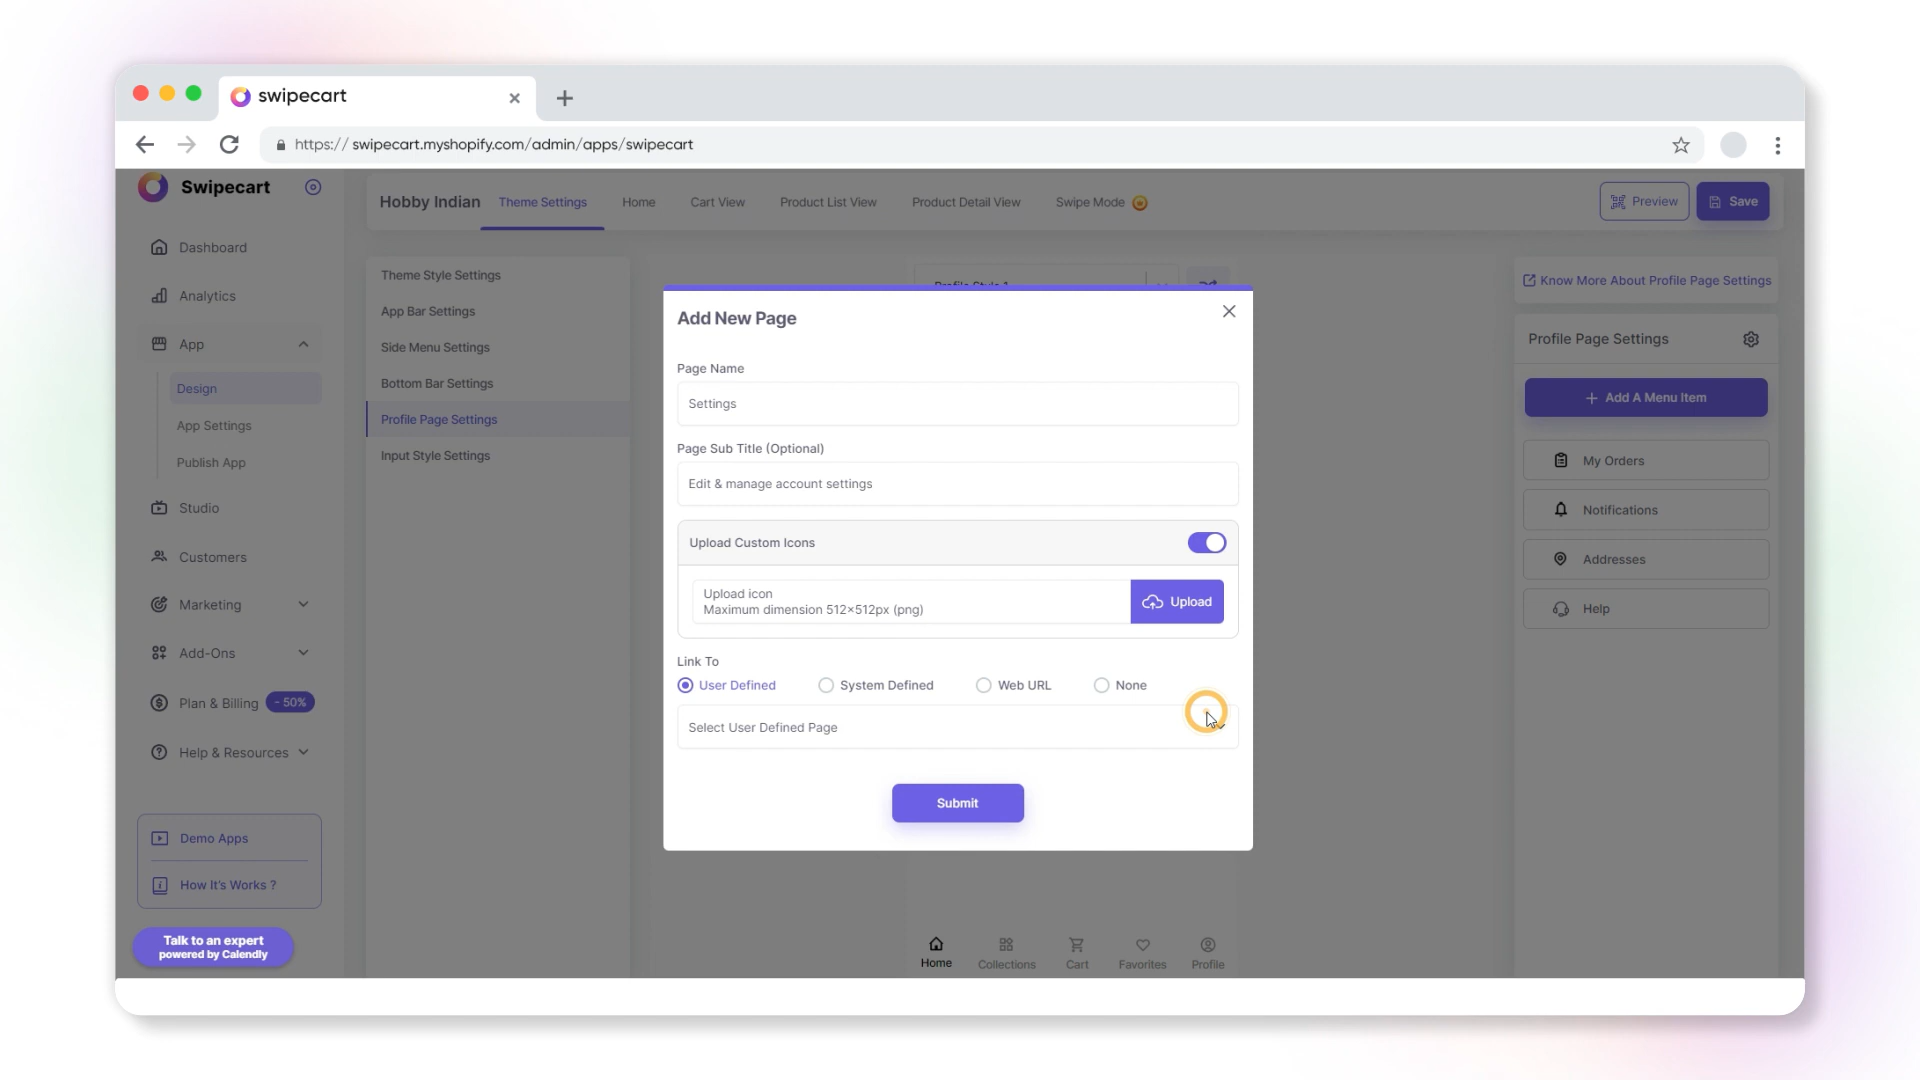 swipecart
https:// swipecart.myshopify.com/admin/apps/swipecart
Swipecart
Dashboard
Analytics
App
Design
App Settings
Publish App
Studio
Customers
Marketing
Add-Ons
Plan & Billing - 50%
Help & Resources
Demo Apps
How It's Works ?
Talk to an expert
powered by Calendly
Hobby Indian Theme Settings Home Cart View Product List View Product Detail View Swipe Mode Preview Save
Theme Style Settings
App Bar Settings
Side Menu Settings
Bottom Bar Settings
Profile Page Settings
Input Style Settings
Profile Style 1
Add New Page
Page Name
Settings
Page Sub Title (Optional)
Edit & manage account settings
Upload Custom Icons
Upload icon
Maximum dimension 512×512px (png)
Upload
Link To
User Defined System Defined Web URL None
Select User Defined Page
Submit
Home Collections Cart Favorites Profile
Know More About Profile Page Settings
Profile Page Settings
+ Add A Menu Item
My Orders
Notifications
Addresses
Help